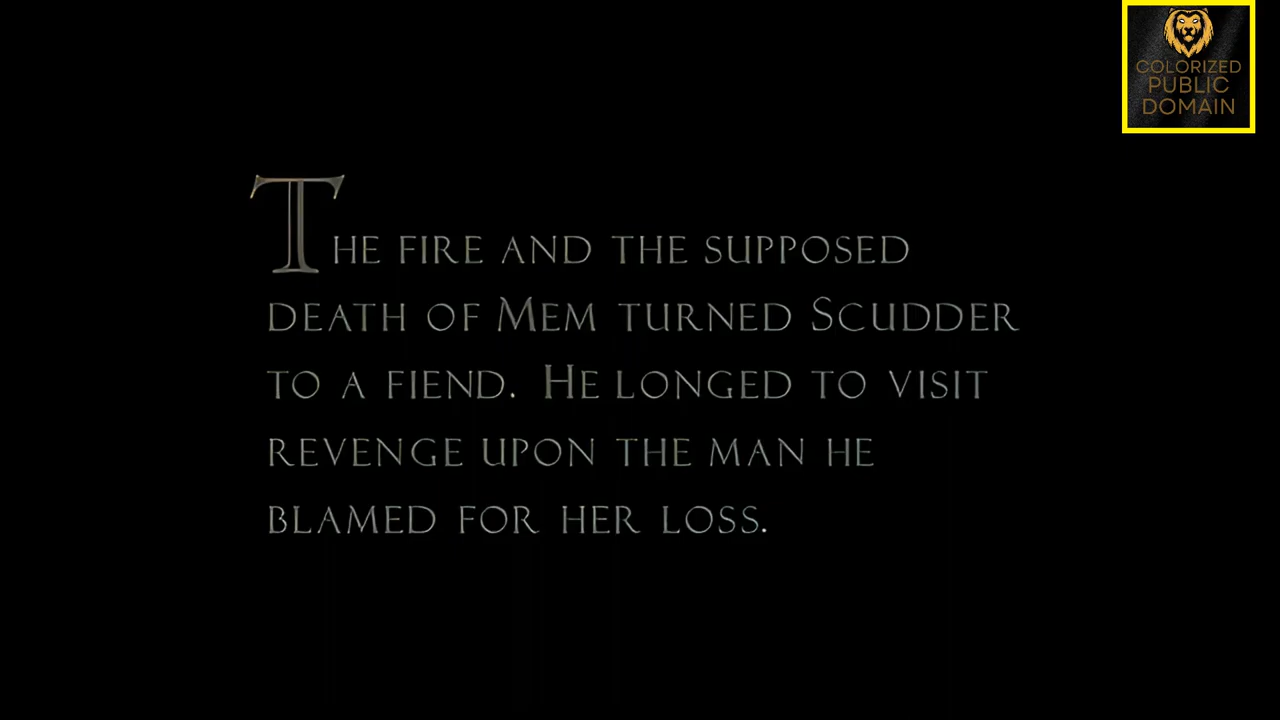 COLORIZED
PUBLIC
DOMAIN
The fire and the supposed
death of Mem turned Scudder
to a fiend. He longed to visit
revenge upon the man he
blamed for her loss.